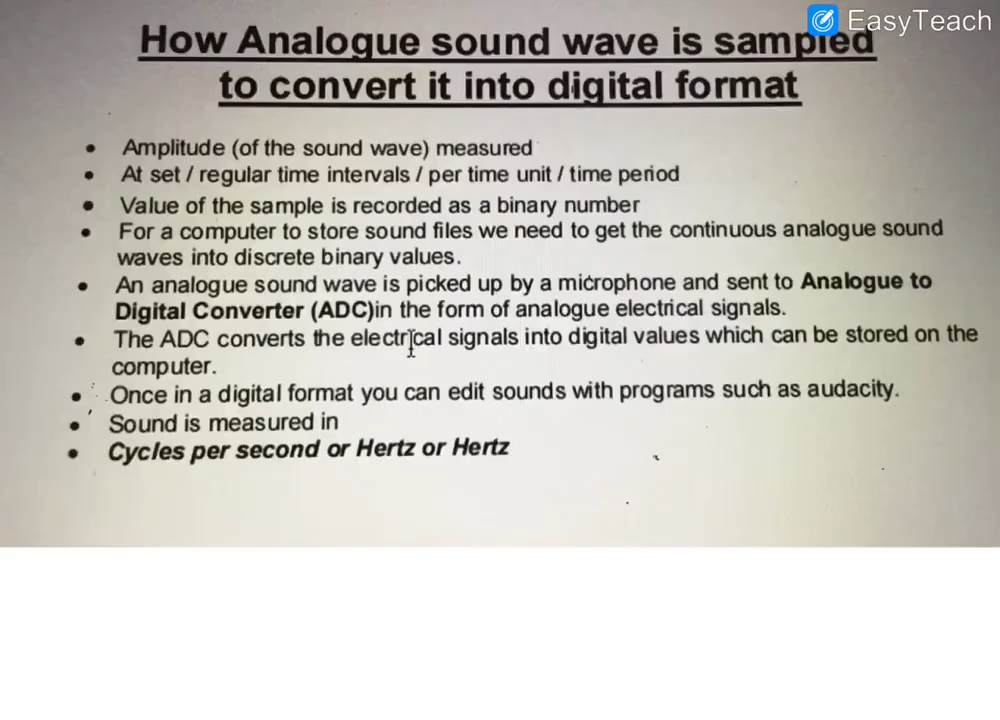 EasyTeach
How Analogue sound wave is sampled
to convert it into digital format
• Amplitude (of the sound wave) measured
• At set / regular time intervals / per time unit / time period
• Value of the sample is recorded as a binary number
• For a computer to store sound files we need to get the continuous analogue sound
waves into discrete binary values.
• An analogue sound wave is picked up by a microphone and sent to Analogue to
Digital Converter (ADC)in the form of analogue electrical signals.
• The ADC converts the electrical signals into digital values which can be stored on the
computer.
• Once in a digital format you can edit sounds with programs such as audacity.
• Sound is measured in
• Cycles per second or Hertz or Hertz